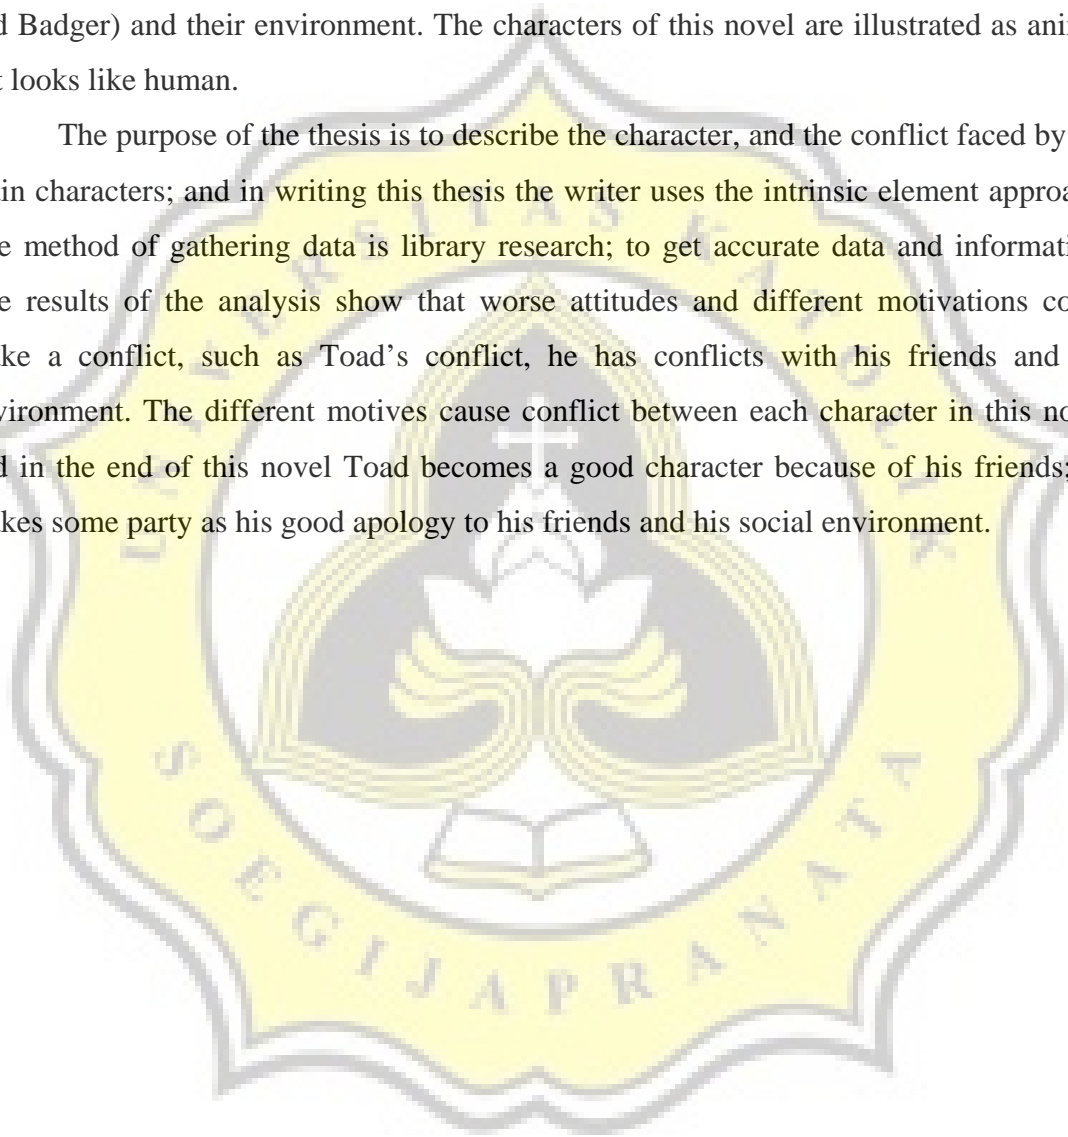 d Badger) and their environment. The characters of this novel are illustrated as ani
t looks like human.
The purpose of the thesis is to describe the character, and the conflict faced by
in characters; and in writing this thesis the writer uses the intrinsic element approa
e method of gathering data is library research; to get accurate data and informati
e results of the analysis show that worse attitudes and different motivations co
ke a conflict, such as Toad's conflict, he has conflicts with his friends and
vironment. The different motives cause conflict between each character in this no
d in the end of this novel Toad becomes a good character because of his friends;
kes some party as his good apology to his friends and his social environment.
UNIVERSITAS KATOLIK
SOEGIJAPRANATA